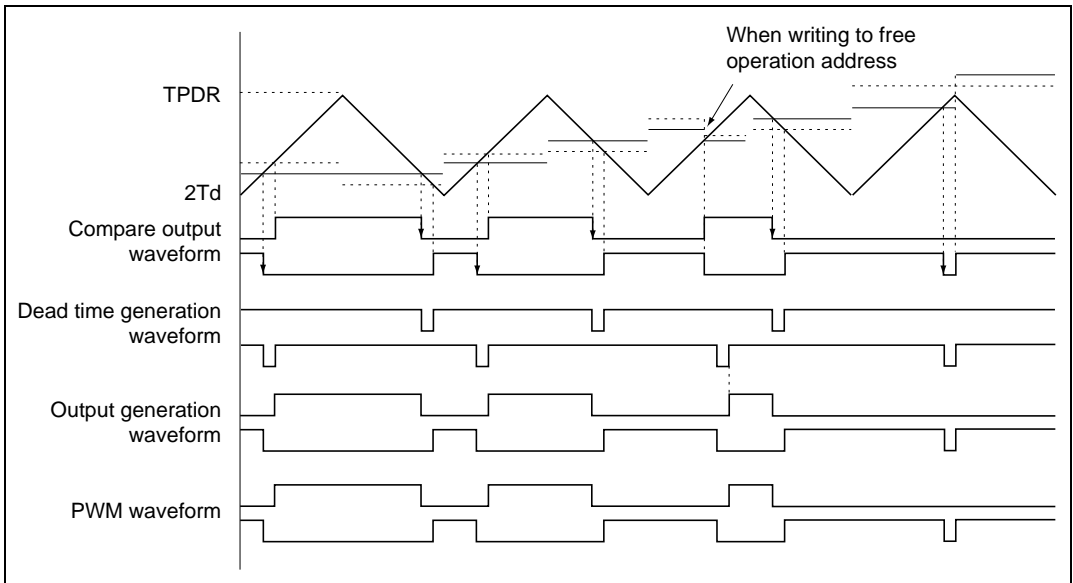 When writing to free
operation address
TPDR
2Td
Compare output
waveform
Dead time generation
waveform
Output generation
waveform
PWM waveform